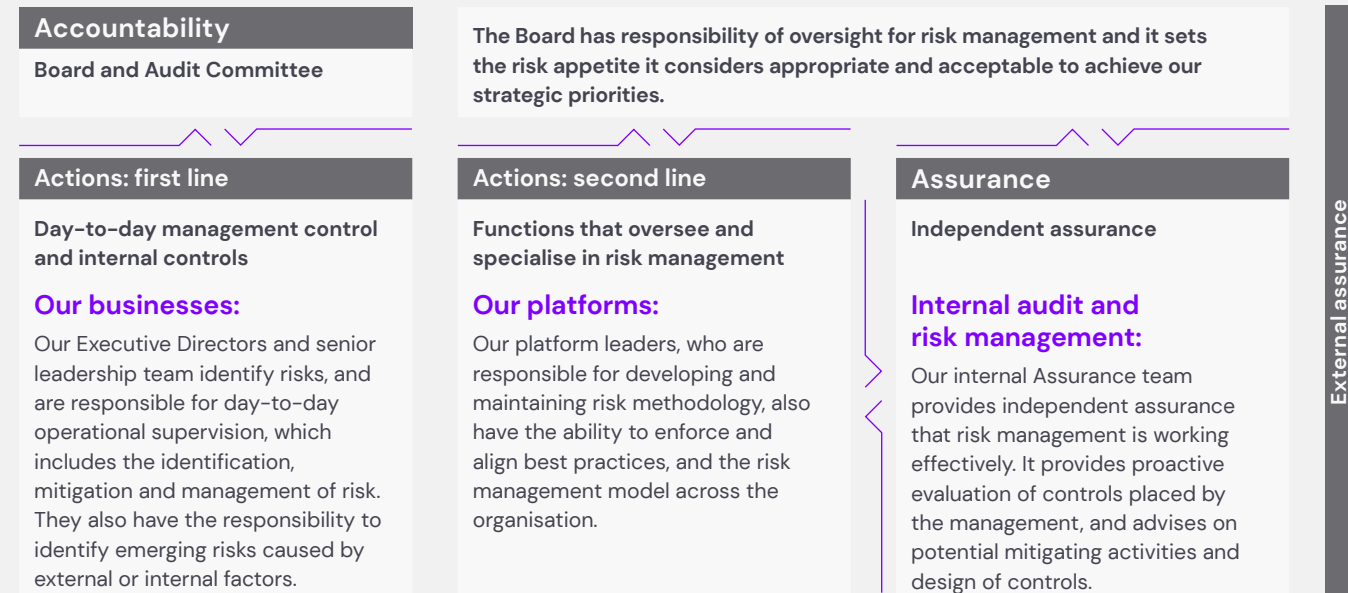 Accountability
Board and Audit Committee
The Board has responsibility of oversight for risk management and it sets
the risk appetite it considers appropriate and acceptable to achieve our
strategic priorities.
Actions: first line
Day-to-day management control
and internal controls
Our businesses:
Our Executive Directors and senior
leadership team identify risks, and
are responsible for day-to-day
operational supervision, which
includes the identification,
mitigation and management of risk.
They also have the responsibility to
identify emerging risks caused by
external or internal factors.
Actions: second line
Functions that oversee and
specialise in risk management
Our platforms:
Our platform leaders, who are
responsible for developing and
maintaining risk methodology, also
have the ability to enforce and
align best practices, and the risk
management model across the
organisation.
Assurance
Independent assurance
Internal audit and
risk management:
Our internal Assurance team
provides independent assurance
that risk management is working
effectively. It provides proactive
evaluation of controls placed by
the management, and advises on
potential mitigating activities and
design of controls.
External assurance